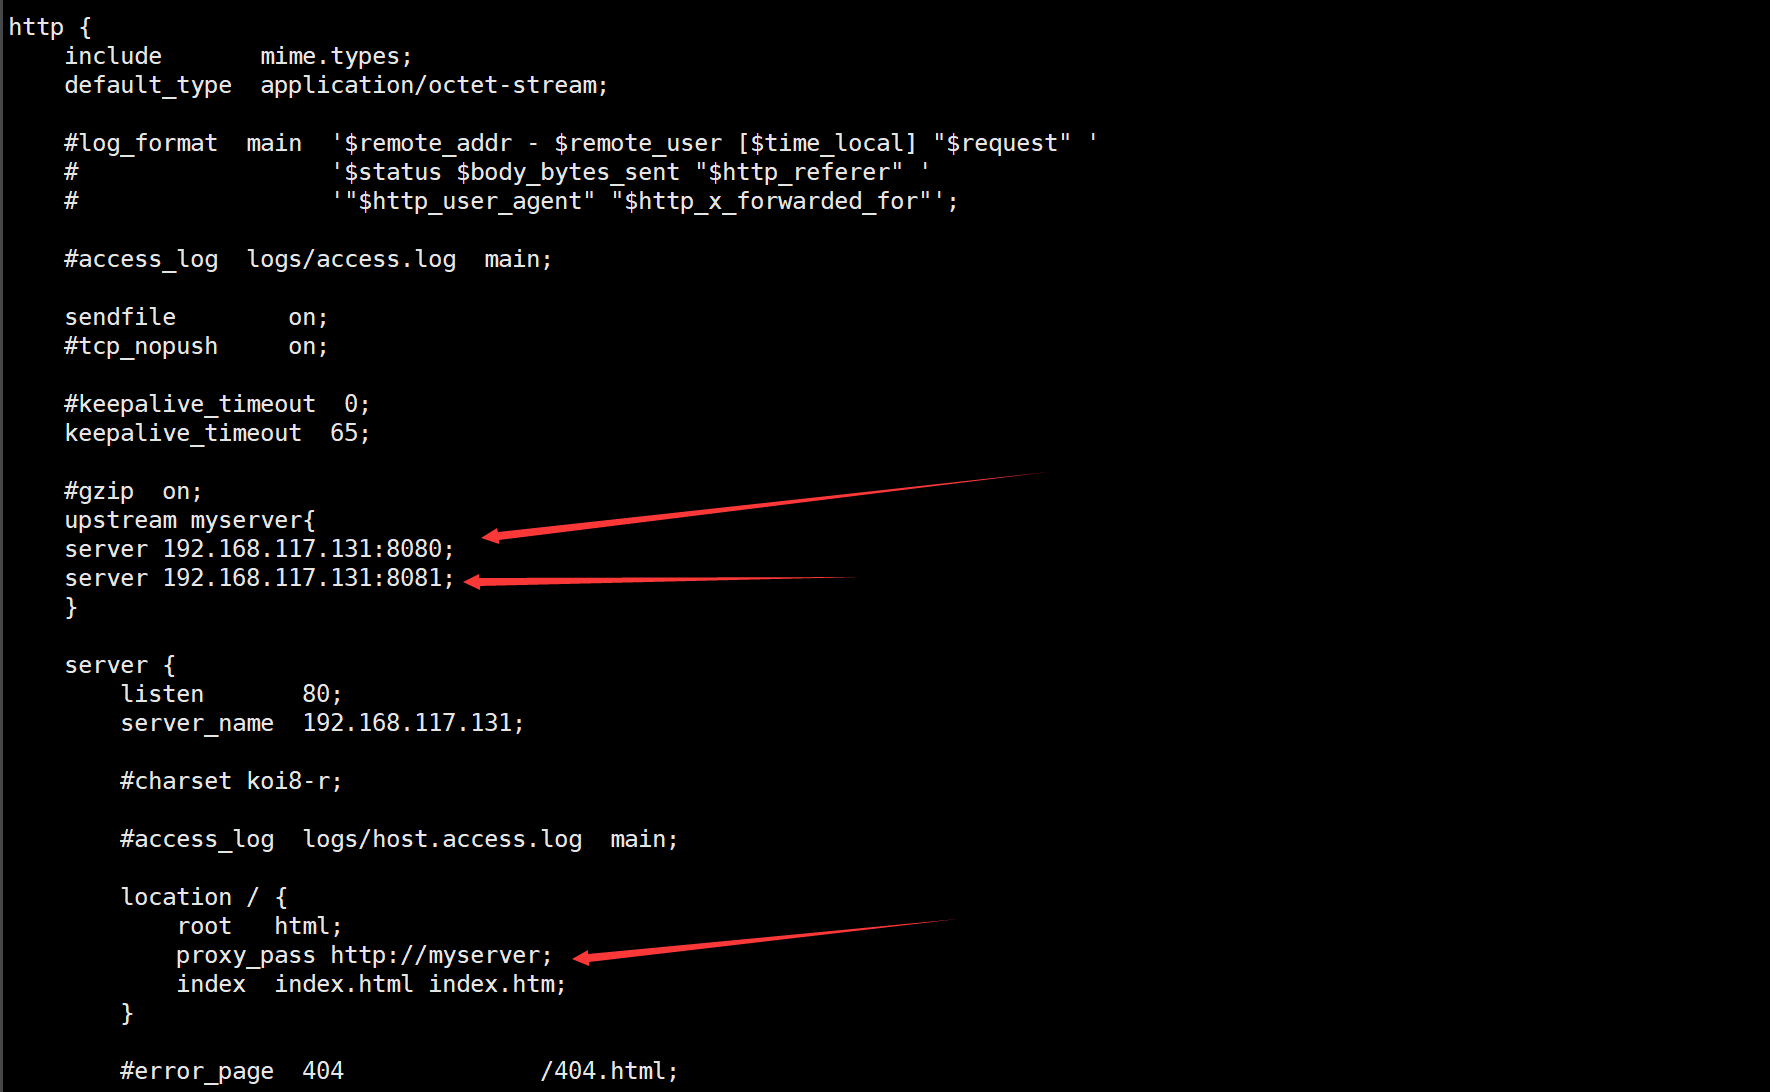 http {
    include       mime.types;
    default_type  application/octet-stream;

    #log_format  main  '$remote_addr - $remote_user [$time_local] "$request" '
    #                  '$status $body_bytes_sent "$http_referer" '
    #                  '"$http_user_agent" "$http_x_forwarded_for"';

    #access_log  logs/access.log  main;

    sendfile        on;
    #tcp_nopush     on;

    #keepalive_timeout  0;
    keepalive_timeout  65;

    #gzip  on;
    upstream myserver{
    server 192.168.117.131:8080;
    server 192.168.117.131:8081;
    }

    server {
        listen       80;
        server_name  192.168.117.131;

        #charset koi8-r;

        #access_log  logs/host.access.log  main;

        location / {
            root   html;
            proxy_pass http://myserver;
            index  index.html index.htm;
        }

        #error_page  404              /404.html;